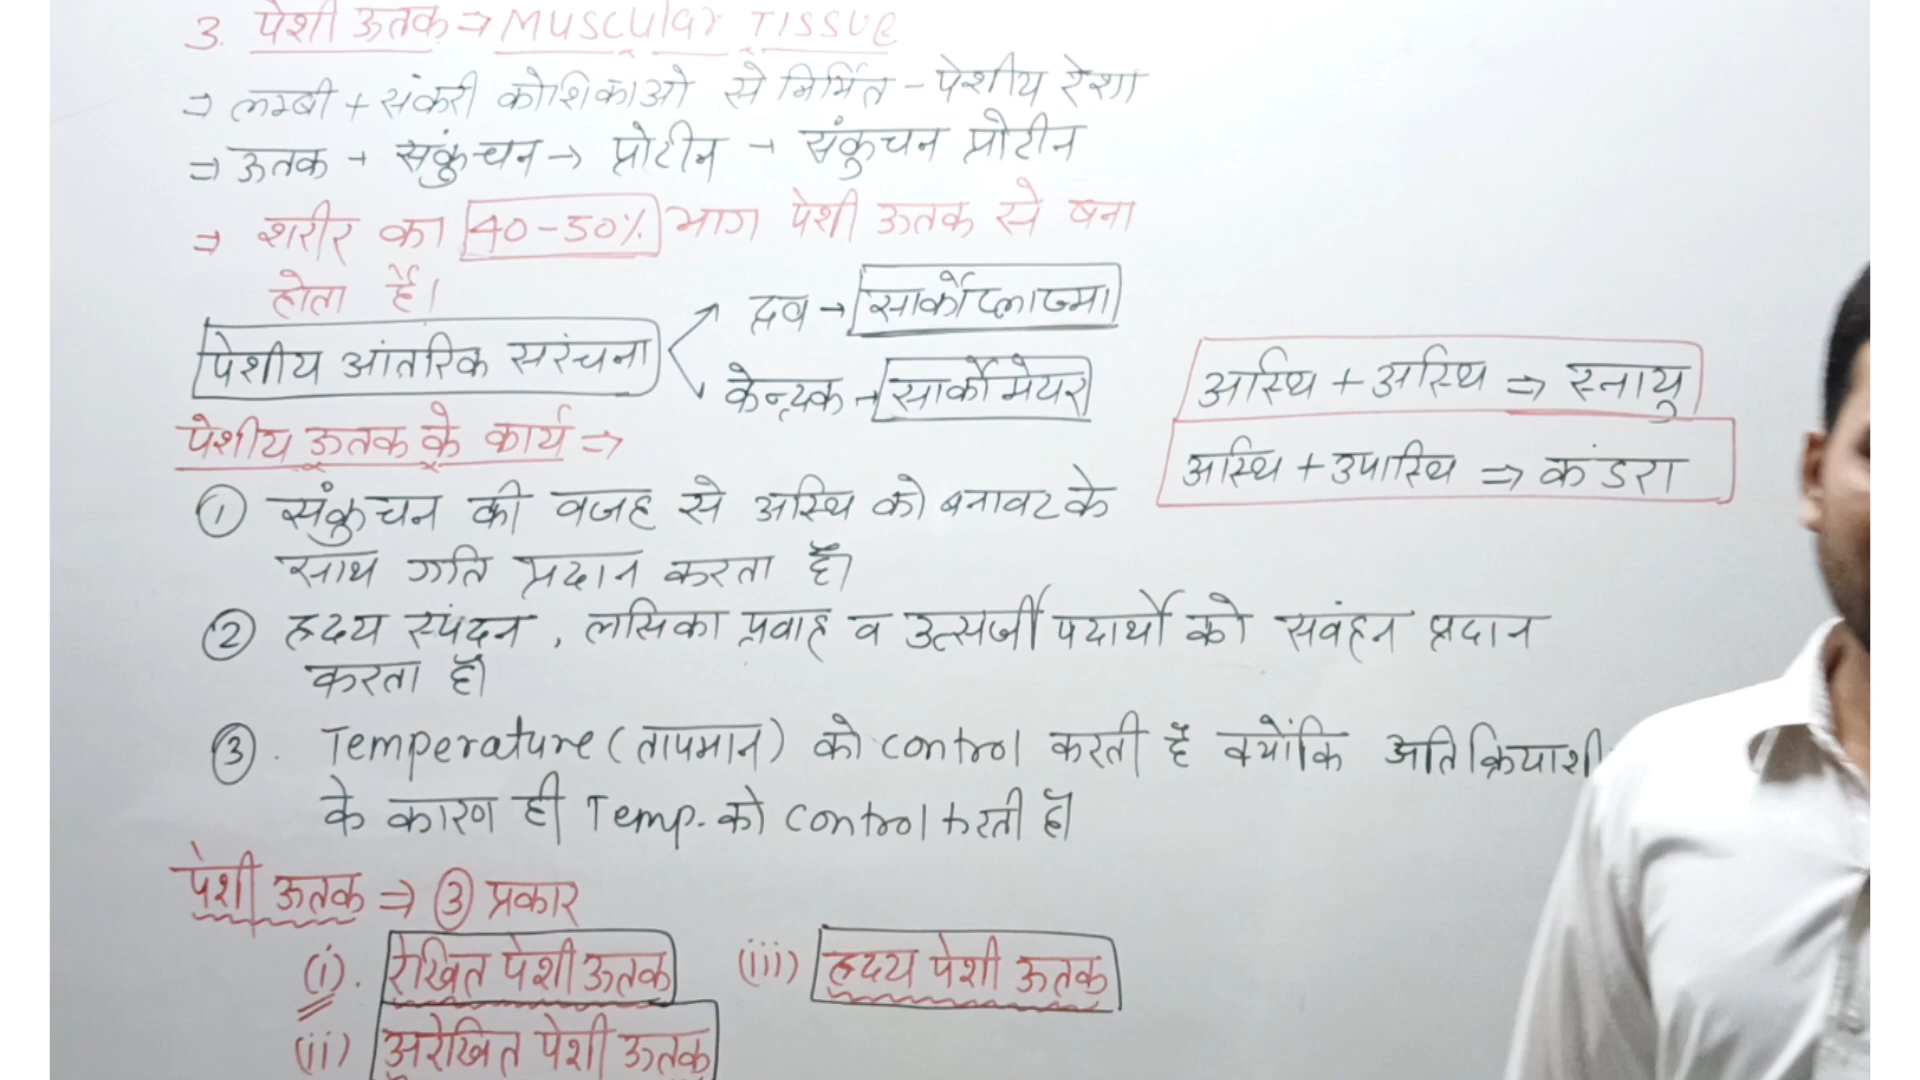 3. पेशी ऊतक ⇒ MUSCULAR TISSUE
⇒ लम्बी + संकरी कोशिकाओ से निर्मित - पेशीय रेशा
⇒ ऊतक → संकुचन → प्रोटीन → संकुचन प्रोटीन
⇒ शरीर का 40-50% भाग पेशी ऊतक से बना
होता है।
पेशीय आंतरिक सरंचना
द्रव → सार्कोप्लाज्मा
केन्द्रक → सार्कोमेयर
अस्थि + अस्थि ⇒ स्नायु
अस्थि + उपास्थि ⇒ कंडरा
पेशीय ऊतक के कार्य ⇒
① संकुचन की वजह से अस्थि को बनावट के
साथ गति प्रदान करता है।
② हृदय स्पंदन, लसिका प्रवाह व उत्सर्जी पदार्थो को सवंहन प्रदान
करता है।
③. Temperature (तापमान) को control करती है क्योंकि अति क्रियाशी
के कारण ही Temp. को control करती है।
पेशी ऊतक ⇒ ③ प्रकार
(i). रेखित पेशी ऊतक
(ii) अरेखित पेशी ऊतक
(iii) हृदय पेशी ऊतक